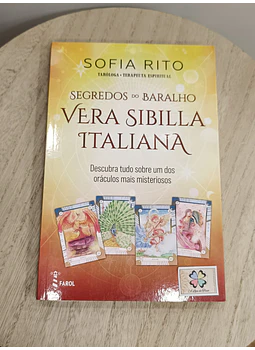 SOFIA RITO
TARÓLOGA • TERAPEUTA ESPIRITUAL
SEGREDOS DO BARALHO
VERA SIBILLA
ITALIANA
Descubra tudo sobre um dos
oráculos mais misteriosos
FAROL